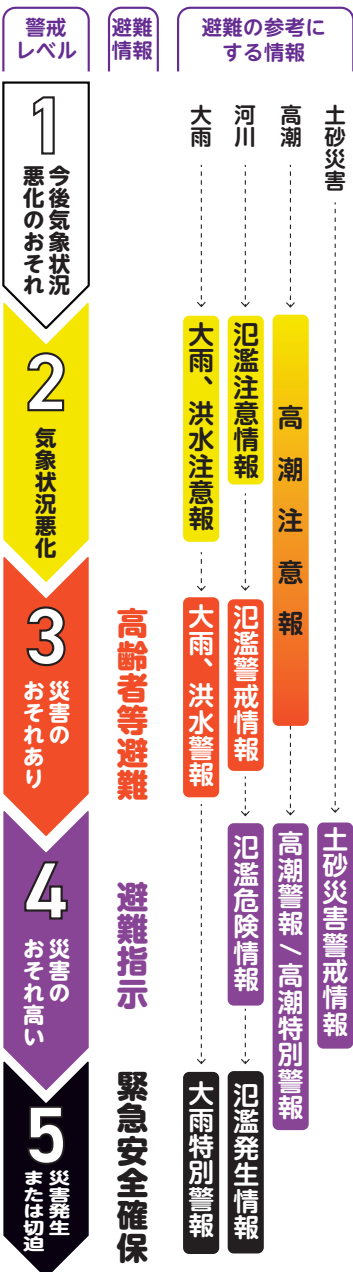 警戒
レベル
避難
情報
避難の参考に
する情報
大雨
河川
高潮
土砂災害
1
今後気象状況
悪化のおそれ
2
気象状況悪化
大雨、洪水注意報
氾濫注意情報
高潮注意報
3
災害の
おそれあり
高齢者等避難
大雨、洪水警報
氾濫警戒情報
4
災害の
おそれ高い
避難指示
氾濫危険情報
高潮警報/高潮特別警報
土砂災害警戒情報
5
災害発生
または切迫
緊急安全確保
大雨特別警報
氾濫発生情報